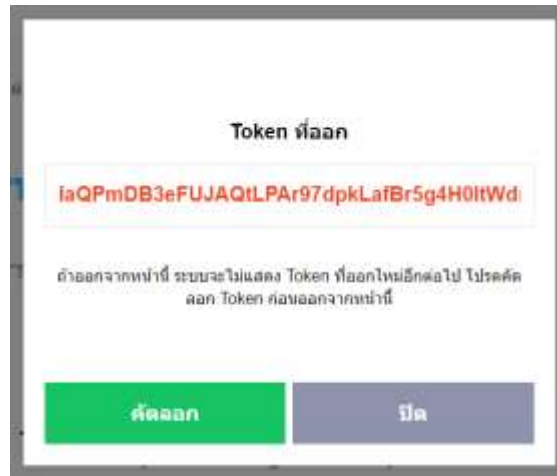 Token ที่ออก
ถ้าออกจากหน้านี้ ระบบจะไม่แสดง Token ที่ออกใหม่อีกต่อไป โปรดคัด
ลอก Token ก่อนออกจากหน้านี้
คัดลอก
ปิด